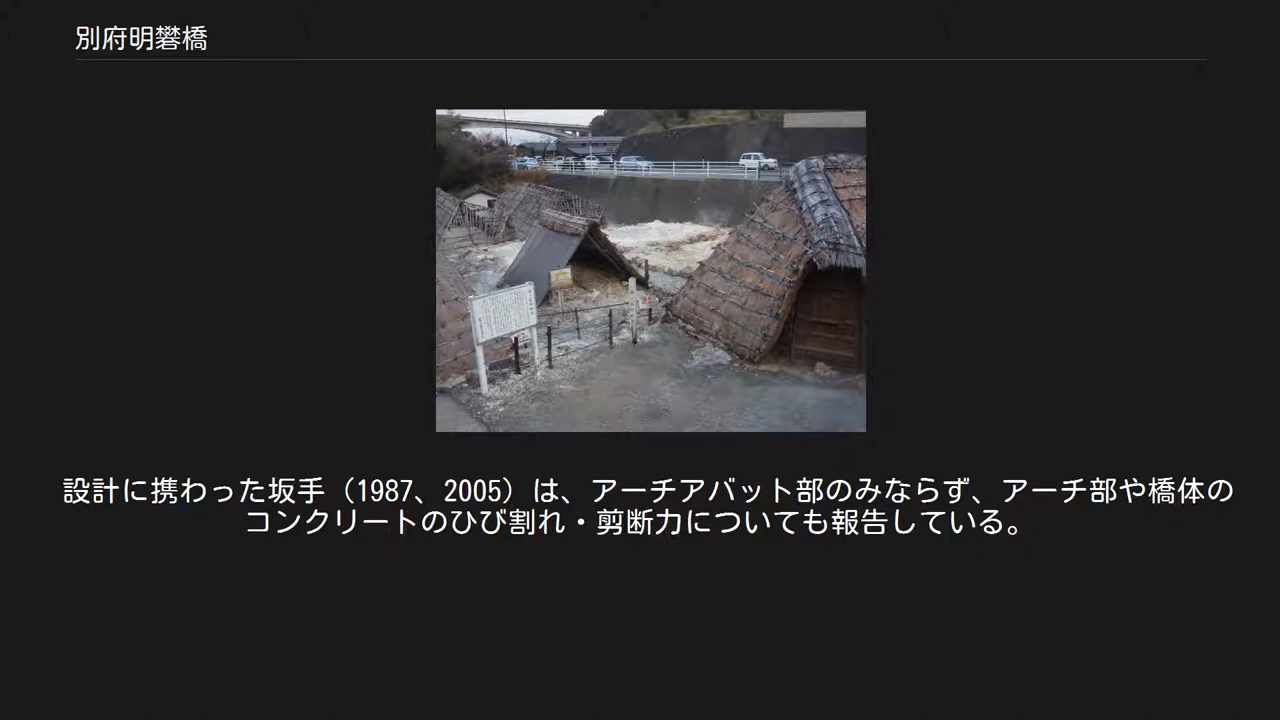 別府明礬橋
設計に携わった坂手（1987、2005）は、アーチアバット部のみならず、アーチ部や橋体の
コンクリートのひび割れ・剪断力についても報告している。